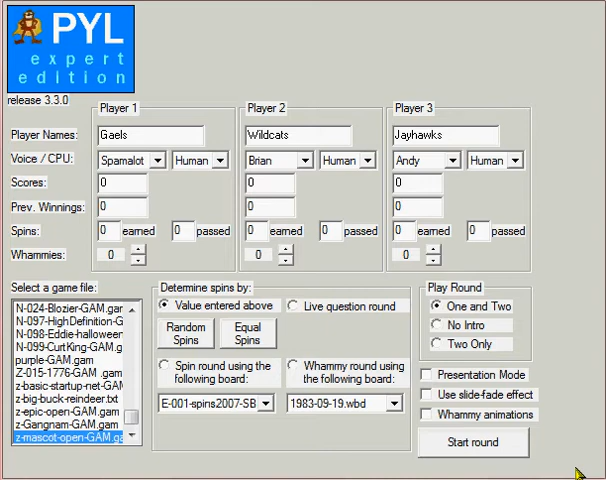 PYL
expert
edition
release 3.3.0
Player 1
Player 2
Player 3
Player Names:
Gaels
Wildcats
Jayhawks
Voice / CPU:
Spamalot
Human
Brian
Human
Andy
Human
Scores:
0
0
0
Prev. Winnings:
0
0
0
Spins:
0 earned
0 passed
0 earned
0 passed
0 earned
0 passed
Whammies:
0
0
0
Select a game file:
N-024-Blozier-GAM.gam
N-097-HighDefinition-G
N-098-Eddie-halloween
N-099-CurtKing-GAM.g
purple-GAM.gam
Z-015-1776-GAM.gam
z-basic-startup-net-GAM
z-big-buck-reindeer.txt
z-epic-open-GAM.gam
z-Gangnam-GAM.gam
z-mascot-open-GAM.ga
Determine spins by:
Value entered above
Live question round
Random
Spins
Equal
Spins
Spin round using the
following board:
Whammy round using
the following board:
E-001-spins2007-SB
1983-09-19.wbd
Play Round
One and Two
No Intro
Two Only
Presentation Mode
Use slide-fade effect
Whammy animations
Start round